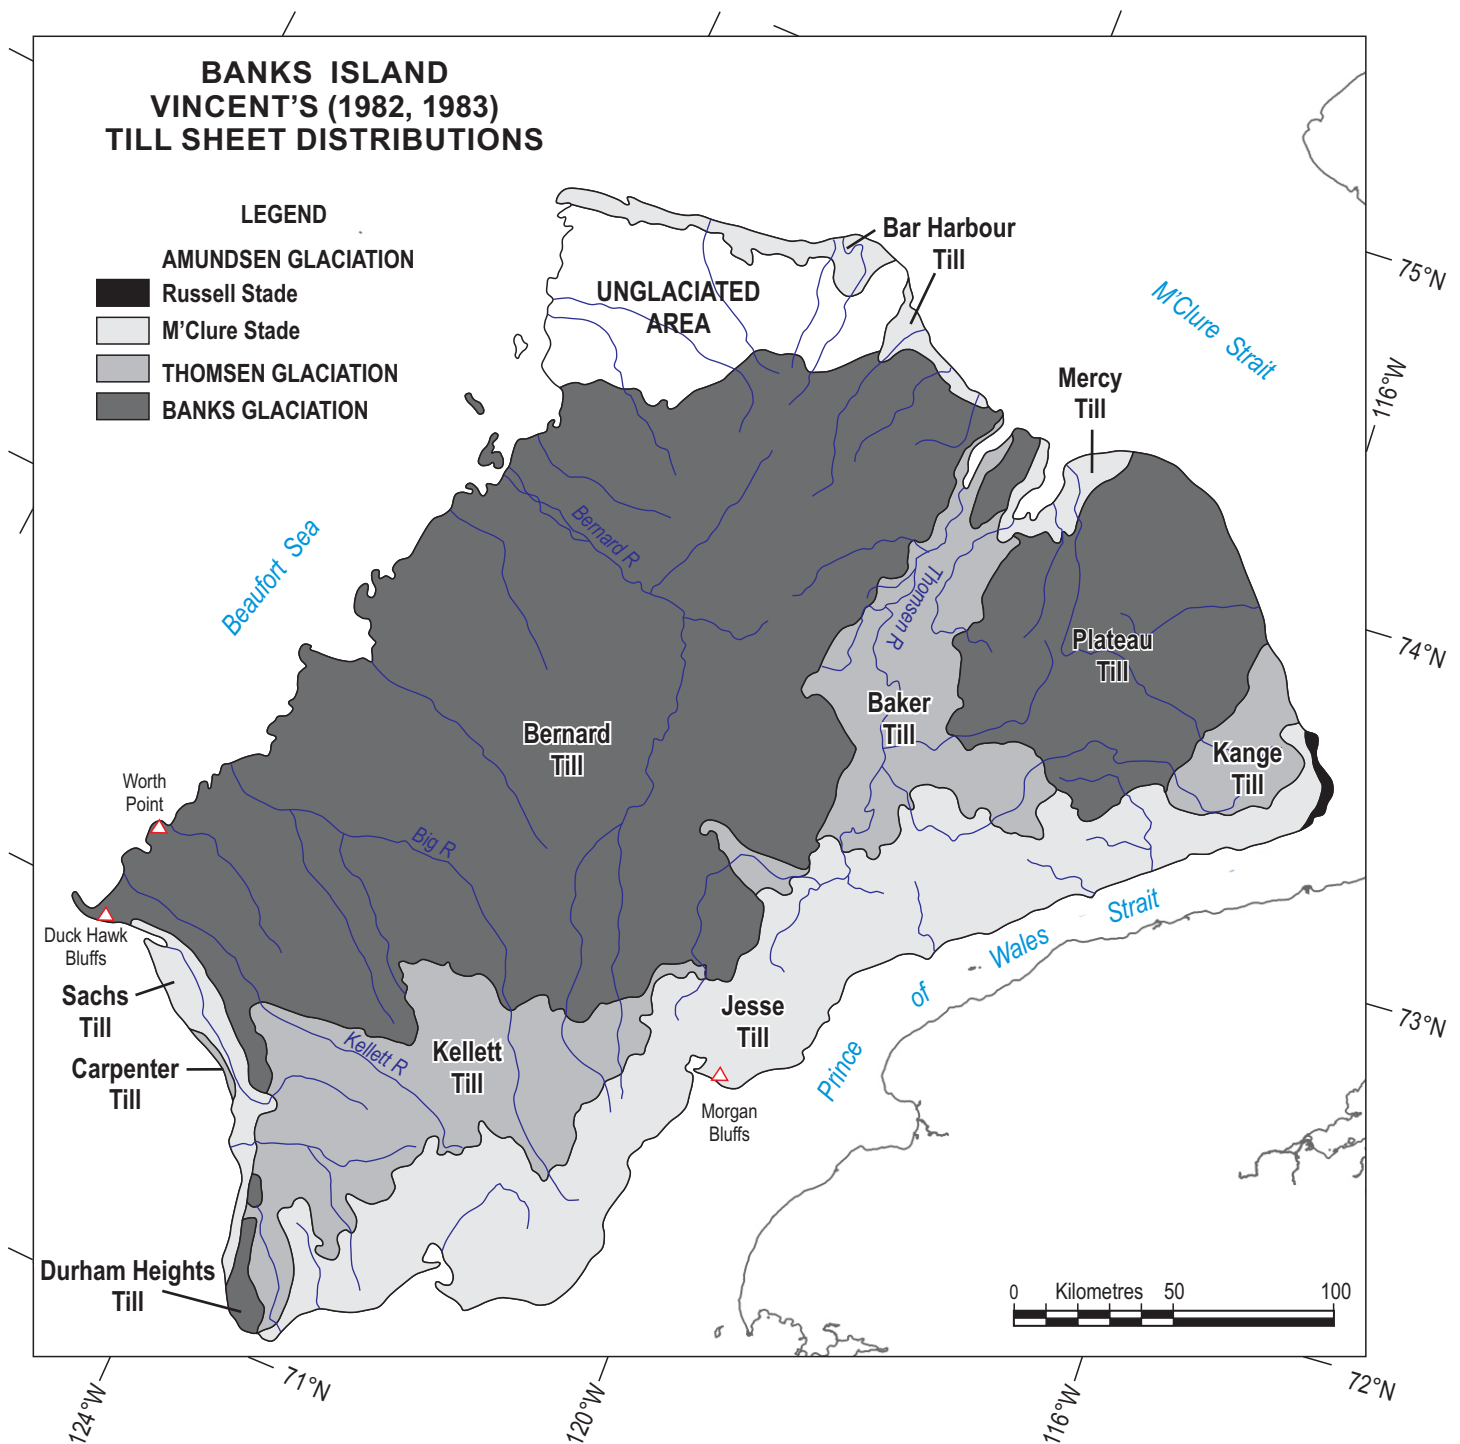 BANKS ISLAND
VINCENT'S (1982, 1983)
TILL SHEET DISTRIBUTIONS
LEGEND
AMUNDSEN GLACIATION
Russell Stade
M'Clure Stade
THOMSEN GLACIATION
BANKS GLACIATION
Bar Harbour
Till
UNGLACIATED
AREA
75°N
M'Clure Strait
116°W
Mercy
Till
Beaufort Sea
Bernard R
Thomsen R
74°N
Plateau
Till
Baker
Till
Bernard
Till
Kange
Till
Worth
Point
Big R
Duck Hawk
Bluffs
Prince of Wales Strait
Sachs
Till
Jesse
Till
73°N
Kellett R
Kellett
Till
Carpenter
Till
Morgan
Bluffs
Durham Heights
Till
0 Kilometres 50 100
124°W
71°N
120°W
116°W
72°N